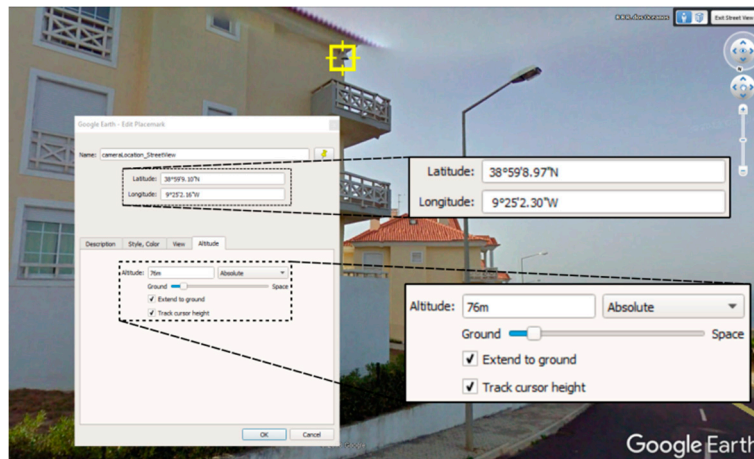 Exit Street View
Google Earth - Edit Placemark
Name: cameraLocation_StreetView
Latitude: 38°59'9.10"N
Longitude: 9°25'2.16"W
Latitude: 38°59'8.97"N
Longitude: 9°25'2.30"W
Description Style, Color View Altitude
Altitude: 76m Absolute
Ground Space
Extend to ground
Track cursor height
Altitude: 76m Absolute
Ground Space
Extend to ground
Track cursor height
OK Cancel
Google
Google Earth